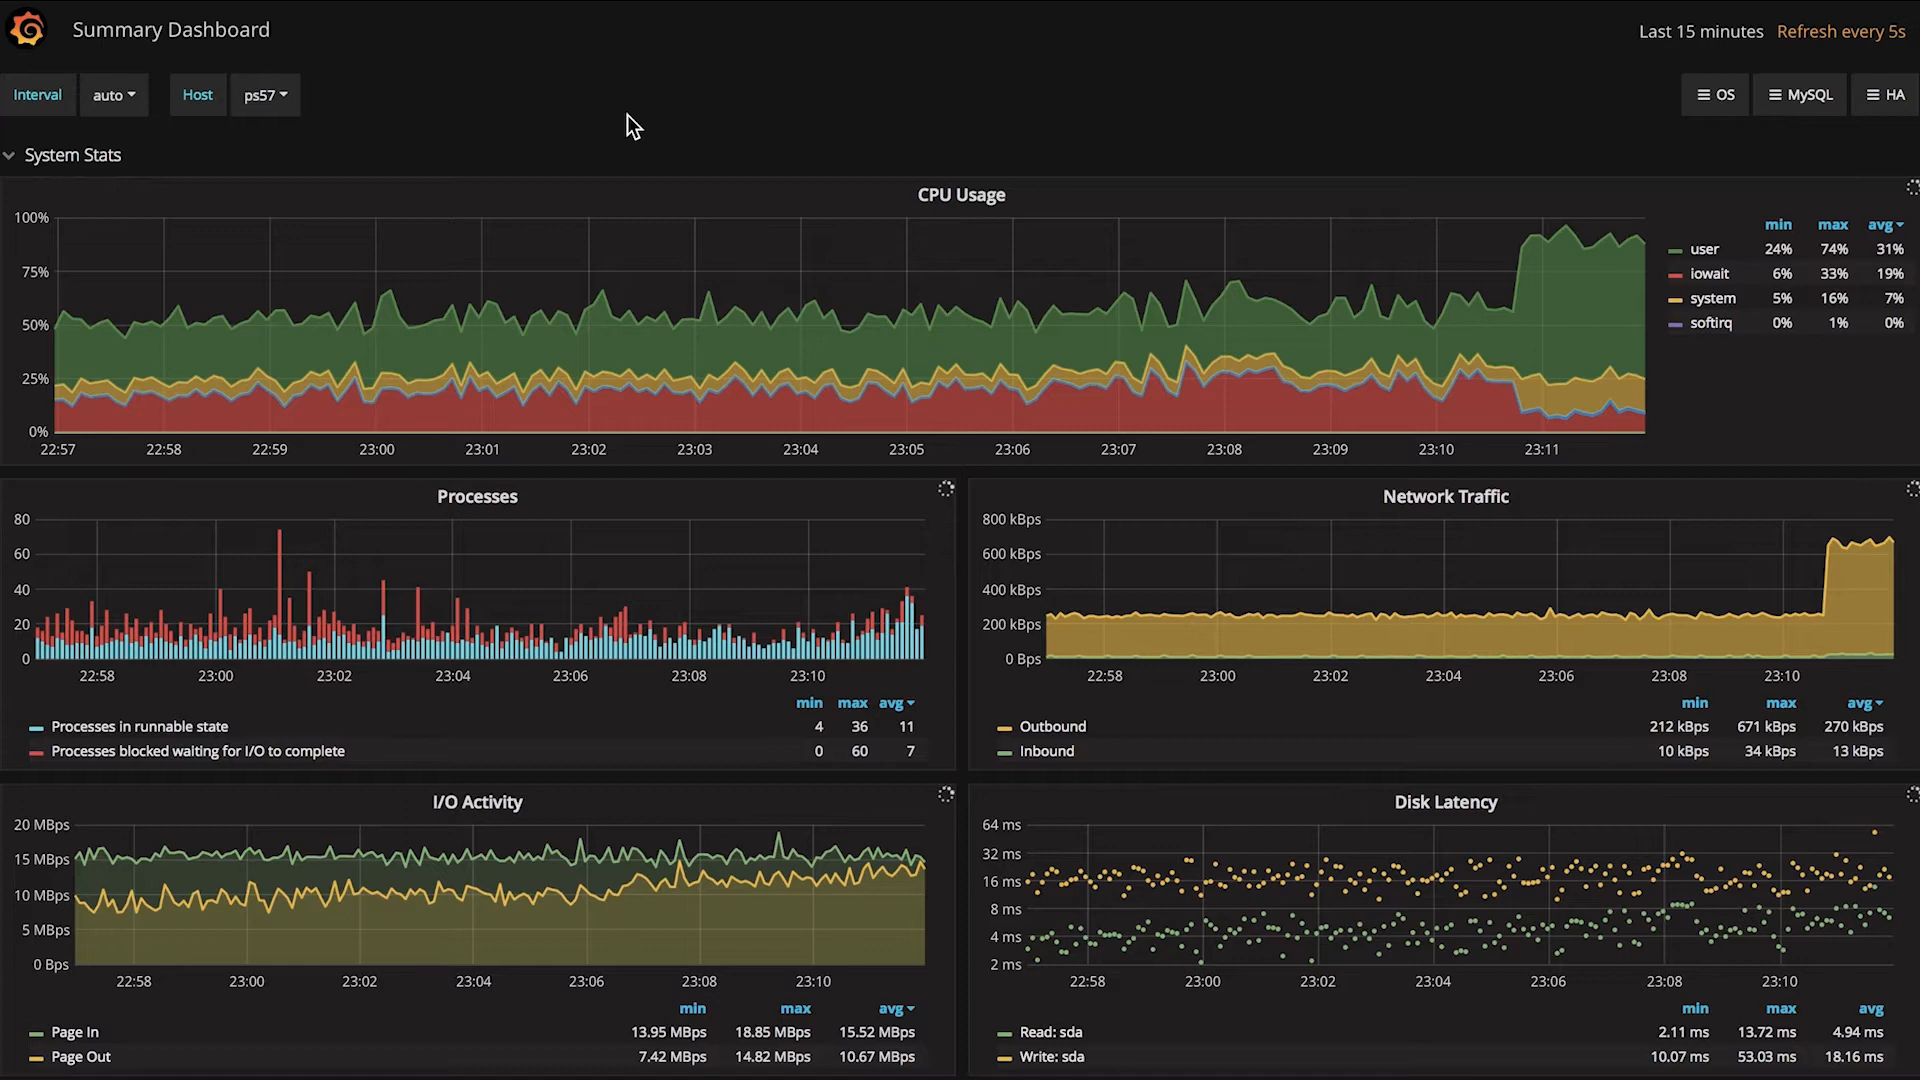 Summary Dashboard
Last 15 minutes Refresh every 5s
Interval auto Host ps57 OS MySQL HA
System Stats
CPU Usage
min max avg
user 24% 74% 31%
iowait 6% 33% 19%
system 5% 16% 7%
softirq 0% 1% 0%
100%
75%
50%
25%
0%
22:57 22:58 22:59 23:00 23:01 23:02 23:03 23:04 23:05 23:06 23:07 23:08 23:09 23:10 23:11
Processes
80
60
40
20
0
22:58 23:00 23:02 23:04 23:06 23:08 23:10
min max avg
Processes in runnable state 4 36 11
Processes blocked waiting for I/O to complete 0 60 7
Network Traffic
800 kBps
600 kBps
400 kBps
200 kBps
0 Bps
22:58 23:00 23:02 23:04 23:06 23:08 23:10
min max avg
Outbound 212 kBps 671 kBps 270 kBps
Inbound 10 kBps 34 kBps 13 kBps
I/O Activity
20 MBps
15 MBps
10 MBps
5 MBps
0 Bps
22:58 23:00 23:02 23:04 23:06 23:08 23:10
min max avg
Page In 13.95 MBps 18.85 MBps 15.52 MBps
Page Out 7.42 MBps 14.82 MBps 10.67 MBps
Disk Latency
64 ms
32 ms
16 ms
8 ms
4 ms
2 ms
22:58 23:00 23:02 23:04 23:06 23:08 23:10
min max avg
Read: sda 2.11 ms 13.72 ms 4.94 ms
Write: sda 10.07 ms 53.03 ms 18.16 ms